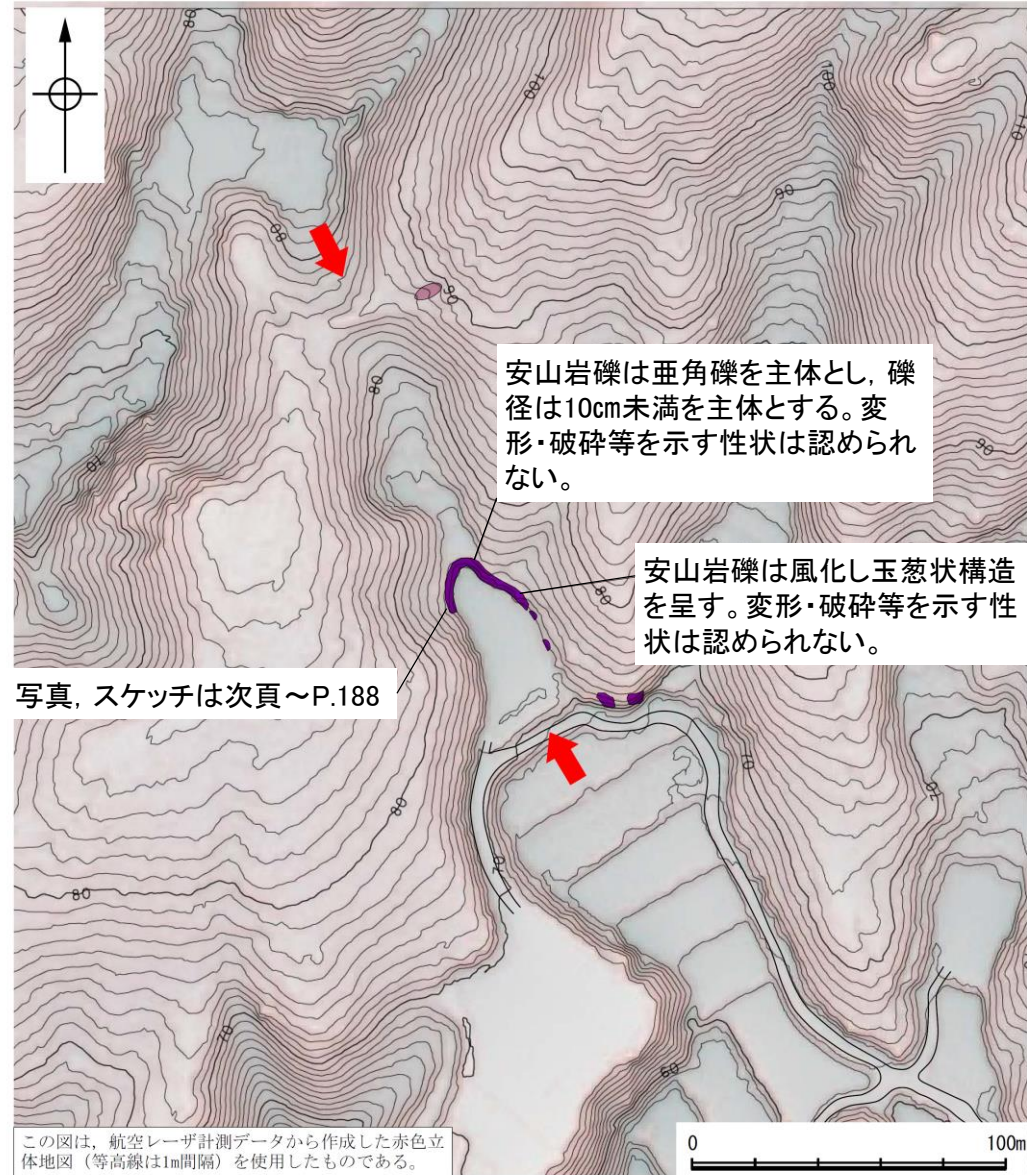 80
100
100
110
90
80
90
80
70
90
安山岩礫は亜角礫を主体とし，礫
径は10㎝未満を主体とする。変
形・破砕等を示す性状は認められ
ない。
安山岩礫は風化し玉葱状構造
を呈す。変形・破砕等を示す性
状は認められない。
80
写真，スケッチは次頁～P.188
70
70
80
70
80
70
60
この図は，航空レーザ計測データから作成した赤色立
体地図（等高線は1m間隔）を使用したものである。
0 100m